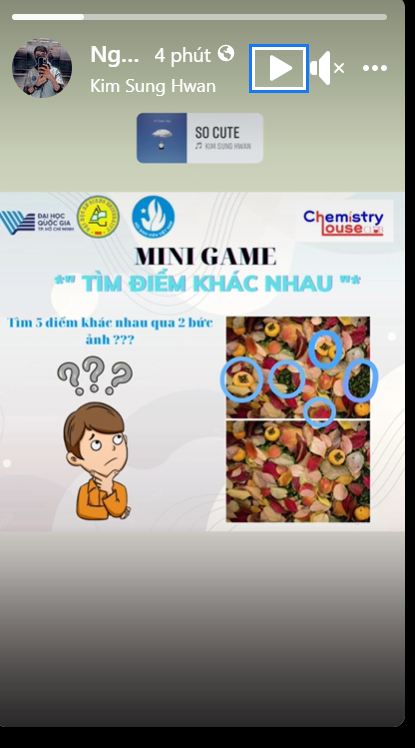 Ng... 4 phút
Kim Sung Hwan
SO CUTE
KIM SUNG HWAN
ĐẠI HỌC
QUỐC GIA
TP. HỒ CHÍ MINH
Chemistry
Louse
MINI GAME
*" TÌM ĐIỂM KHÁC NHAU "*
Tìm 5 điểm khác nhau qua 2 bức
ảnh ???
???